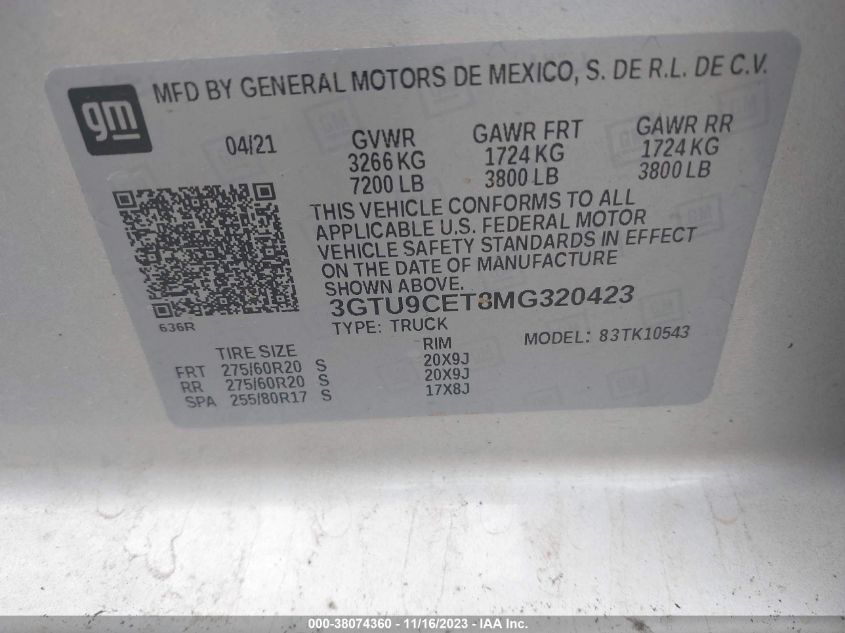 MFD BY GENERAL MOTORS DE MEXICO, S. DE R.L. DE C.V.
gm
04/21
GVWR GAWR FRT GAWR RR
3266 KG 1724 KG 1724 KG
7200 LB 3800 LB 3800 LB
THIS VEHICLE CONFORMS TO ALL
APPLICABLE U.S. FEDERAL MOTOR
VEHICLE SAFETY STANDARDS IN EFFECT
ON THE DATE OF MANUFACTURE
SHOWN ABOVE.
3GTU9CET8MG320423
636R
TYPE: TRUCK MODEL: 83TK10543
TIRE SIZE RIM
FRT 275/60R20 S 20X9J
RR 275/60R20 S 20X9J
SPA 255/80R17 S 17X8J
000-38074360 - 11/16/2023 - IAA Inc.